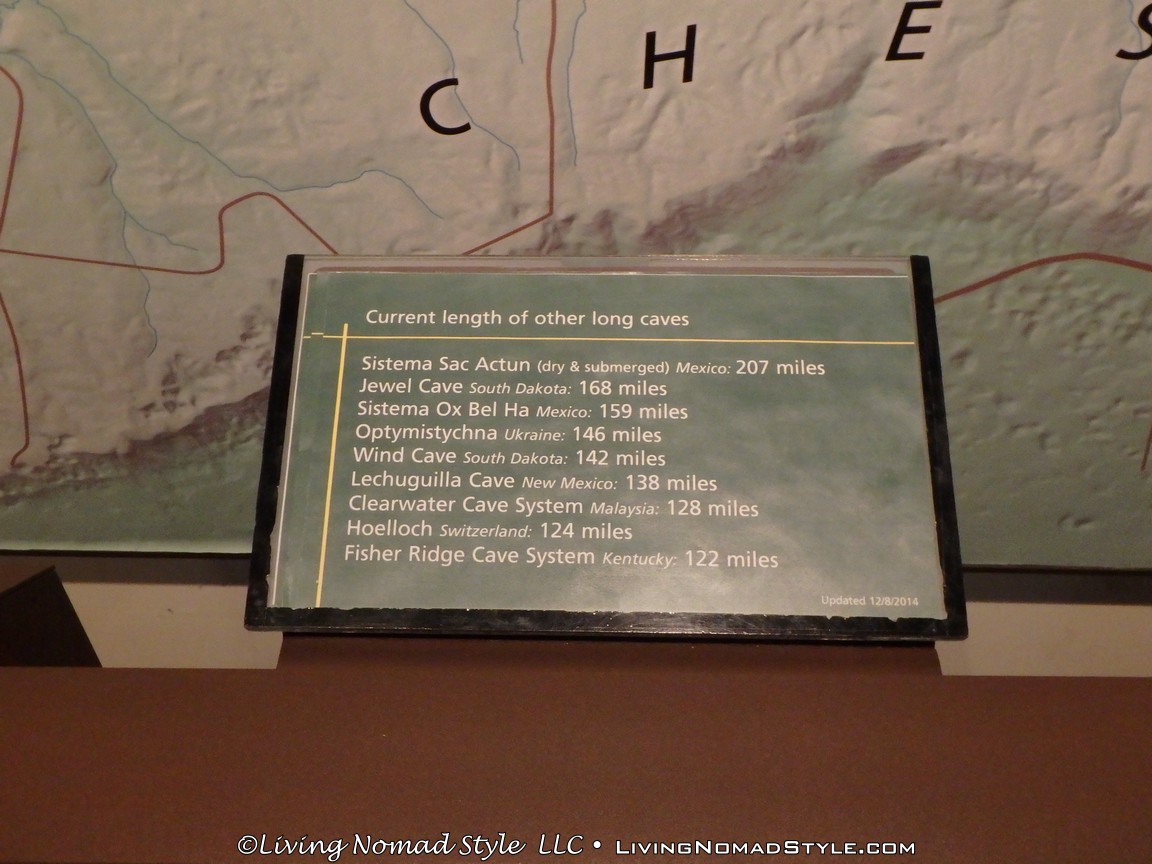 C H E S
Current length of other long caves
Sistema Sac Actun (dry & submerged) Mexico: 207 miles
Jewel Cave South Dakota: 168 miles
Sistema Ox Bel Ha Mexico: 159 miles
Optymistychna Ukraine: 146 miles
Wind Cave South Dakota: 142 miles
Lechuguilla Cave New Mexico: 138 miles
Clearwater Cave System Malaysia: 128 miles
Hoelloch Switzerland: 124 miles
Fisher Ridge Cave System Kentucky: 122 miles
Updated 12/8/2014
©Living Nomad Style LLC • LivingNomadStyle.com